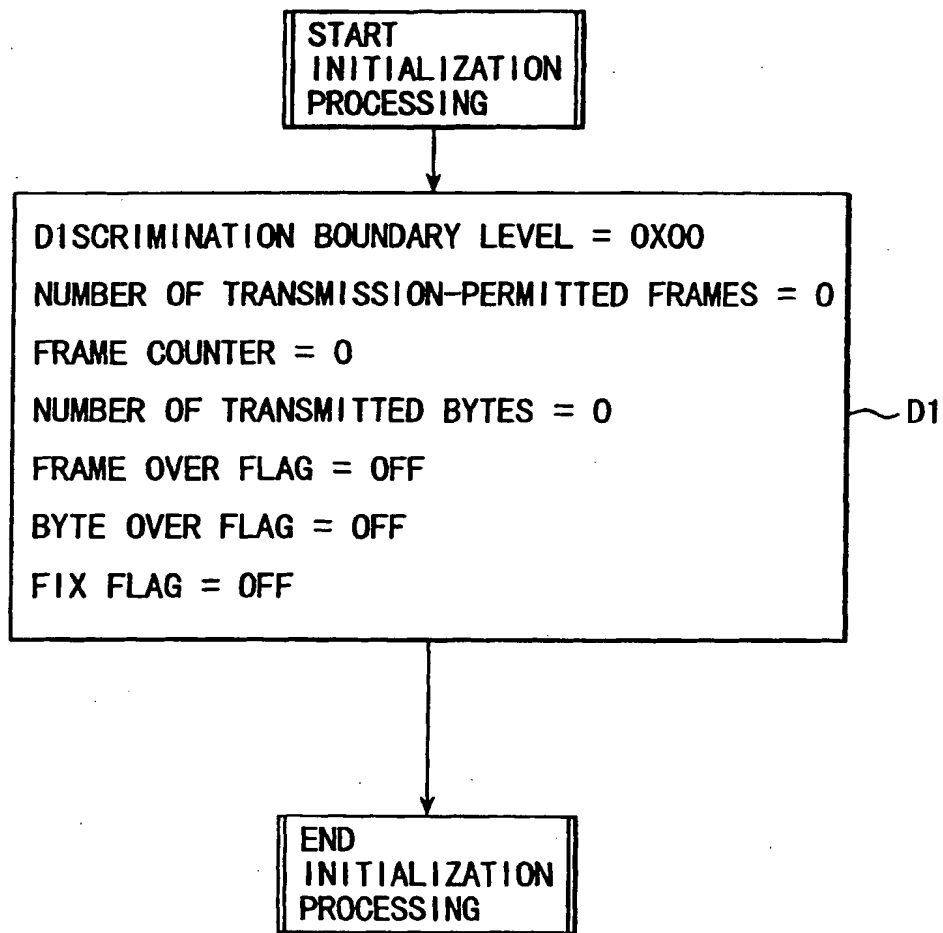 START
INITIALIZATION
PROCESSING
D1SCRIMINATION BOUNDARY LEVEL = 0X00
NUMBER OF TRANSMISSION-PERMITTED FRAMES = 0
FRAME COUNTER = 0
NUMBER OF TRANSMITTED BYTES = 0
D1
FRAME OVER FLAG = OFF
BYTE OVER FLAG = OFF
FIX FLAG = OFF
END
INITIALIZATION
PROCESSING